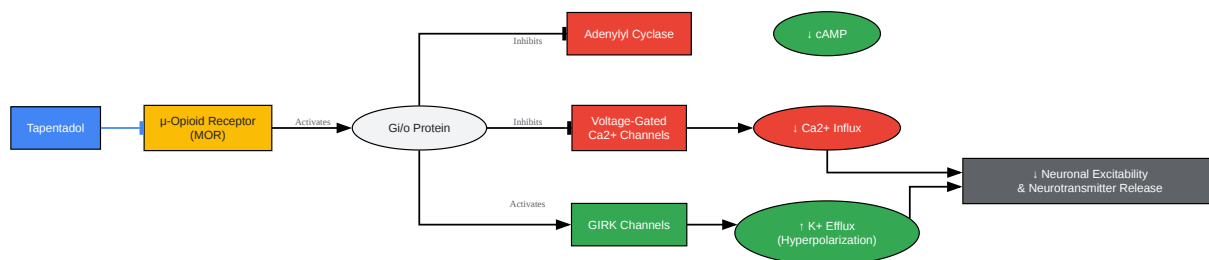 Adenylyl Cyclase
↓ cAMP
Inhibits
Tapentadol
μ-Opioid Receptor
(MOR)
Activates
Gi/o Protein
Inhibits
Voltage-Gated
Ca2+ Channels
↓ Ca2+ Influx
↓ Neuronal Excitability
& Neurotransmitter Release
Activates
GIRK Channels
↑ K+ Efflux
(Hyperpolarization)